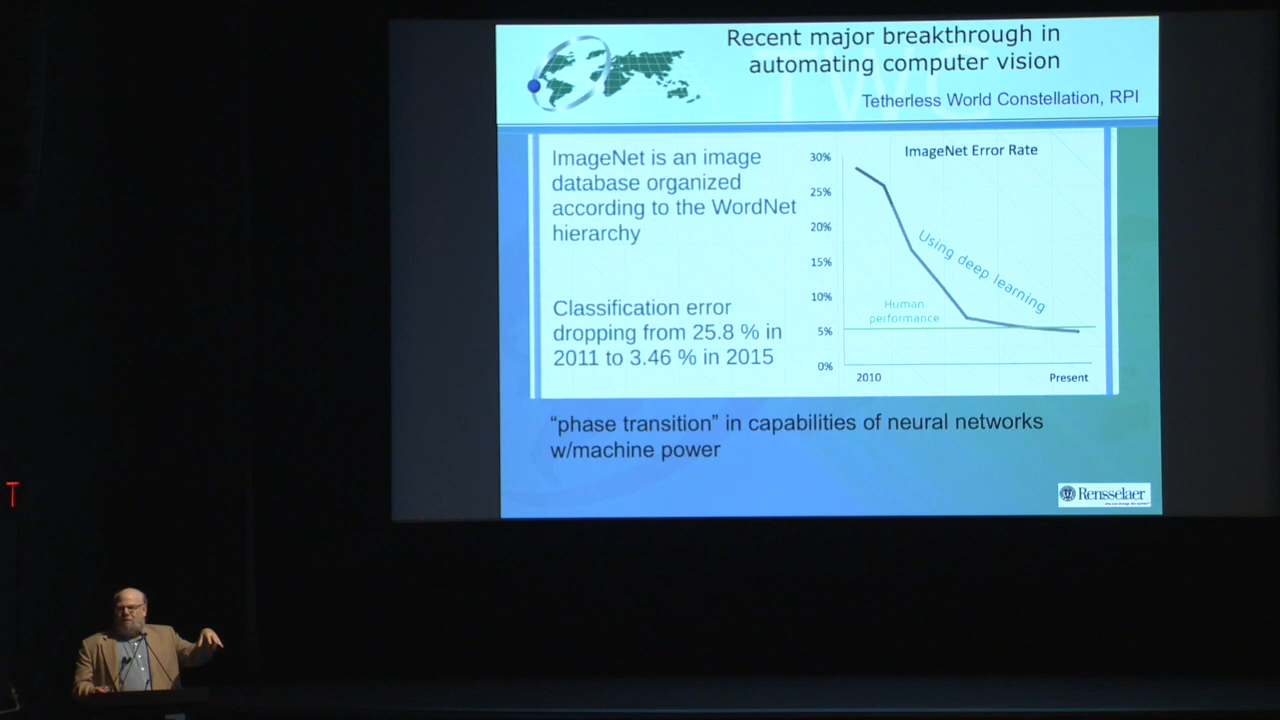 Recent major breakthrough in
automating computer vision
Tetherless World Constellation, RPI
ImageNet is an image
database organized
according to the WordNet
hierarchy
Classification error
dropping from 25.8 % in
2011 to 3.46 % in 2015
ImageNet Error Rate
30%
25%
20%
15%
10%
5%
0%
Using deep learning
Human
performance
2010
Present
“phase transition” in capabilities of neural networks
w/machine power
Rensselaer